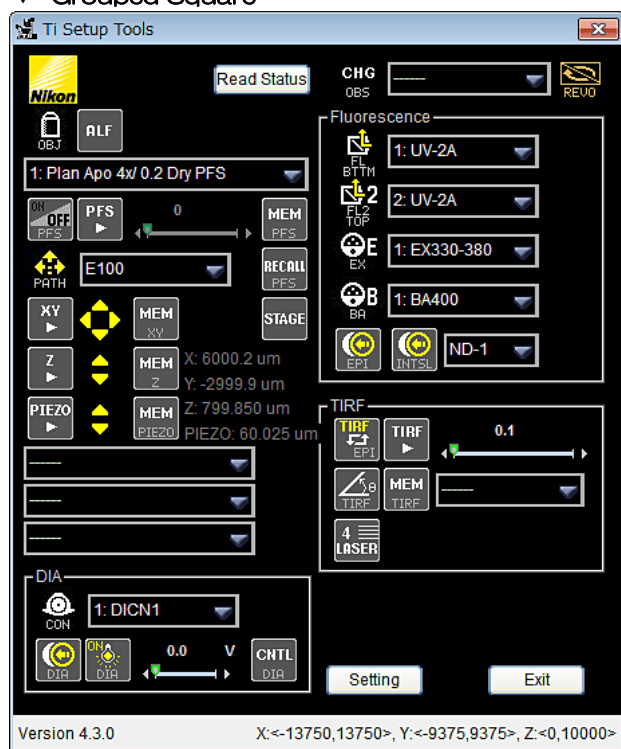 Grouped Square
Ti Setup Tools
Nikon
Read Status
CHG
OBS
-----
REVO
OBJ
ALF
1: Plan Apo 4x/ 0.2 Dry PFS
ON
OFF
PFS
PFS
0
MEM
PFS
PATH
E100
RECALL
PFS
XY
MEM
XY
STAGE
Z
MEM
Z
X: 6000.2 um
Y: -2999.9 um
PIEZO
MEM
PIEZO
Z: 799.850 um
PIEZO: 60.025 um
-----
-----
-----
DIA
CON
1: DICN1
DIA
ON
DIA
0.0 V
CNTL
DIA
Fluorescence
FL
BTTM
1: UV-2A
2
FL2
TOP
2: UV-2A
E
EX
1: EX330-380
B
BA
1: BA400
EPI
INTSL
ND-1
TIRF
TIRF
EPI
TIRF
0.1
θ
TIRF
MEM
TIRF
-----
4
LASER
Setting
Exit
Version 4.3.0
X:<-13750,13750>, Y:<-9375,9375>, Z:<0,10000>